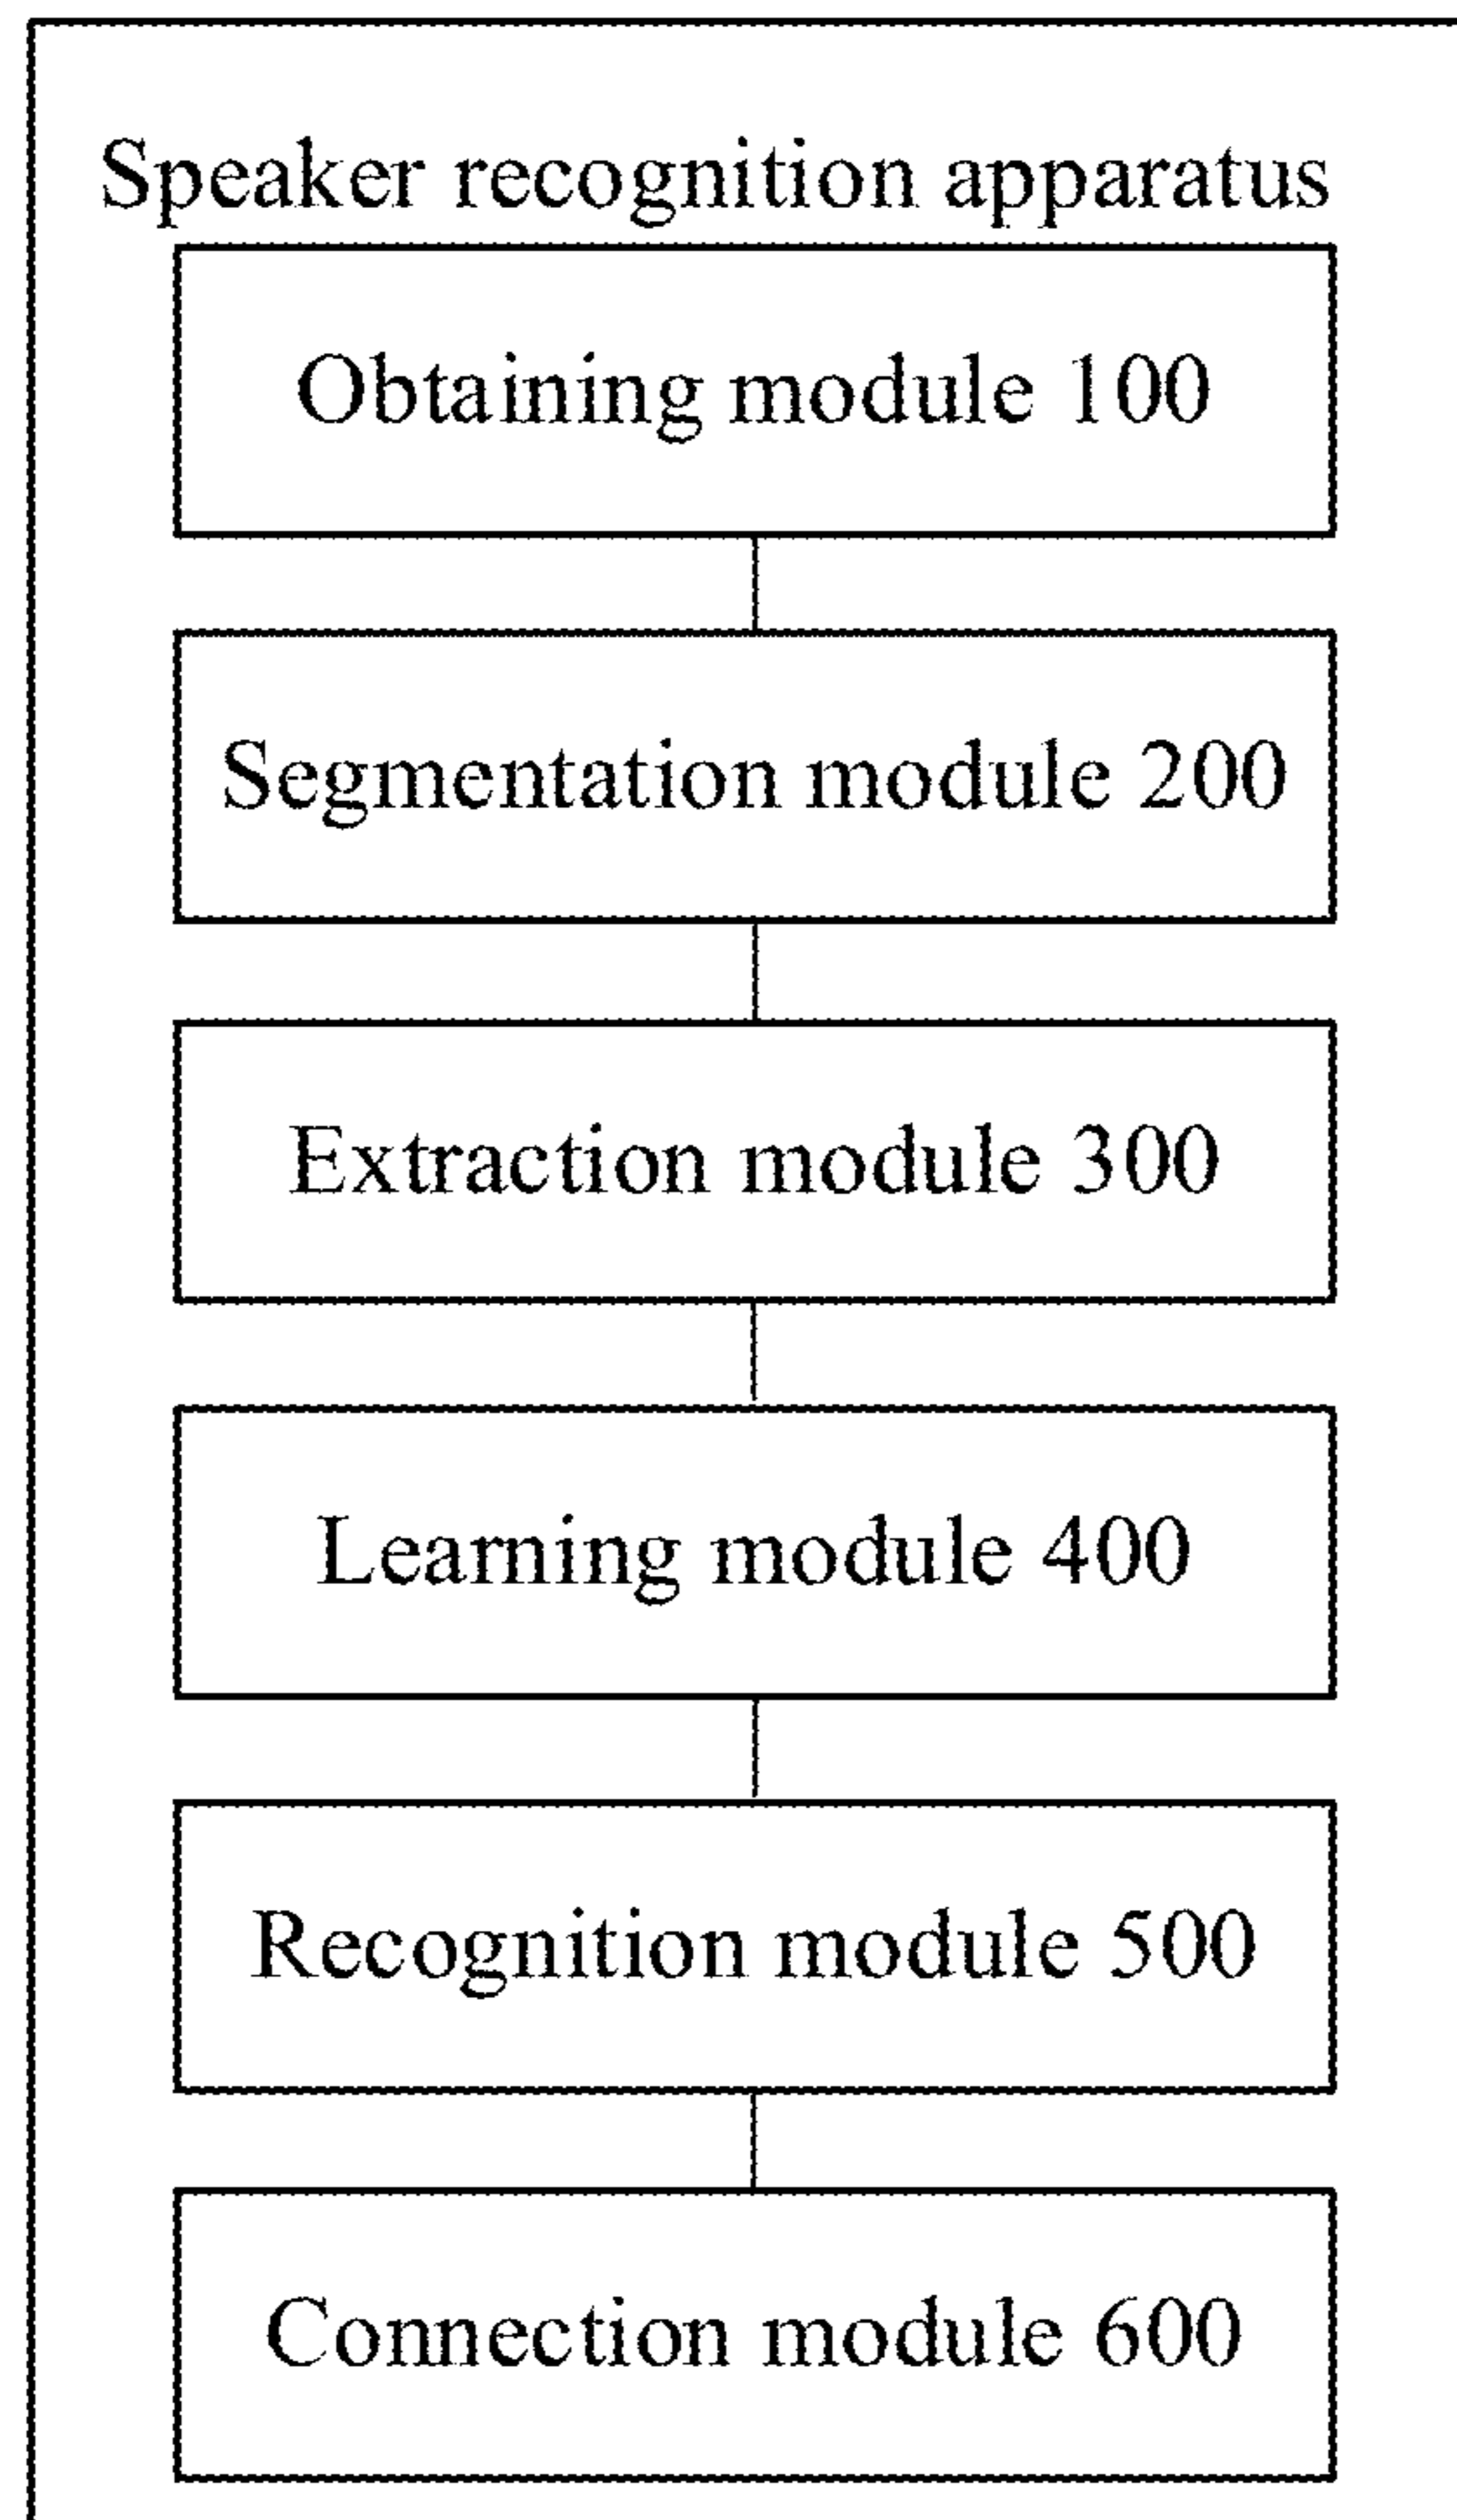 Speaker recognition apparatus
Obtaining module 100
Segmentation module 200
Extraction module 300
Learning module 400
Recognition module 500
Connection module 600